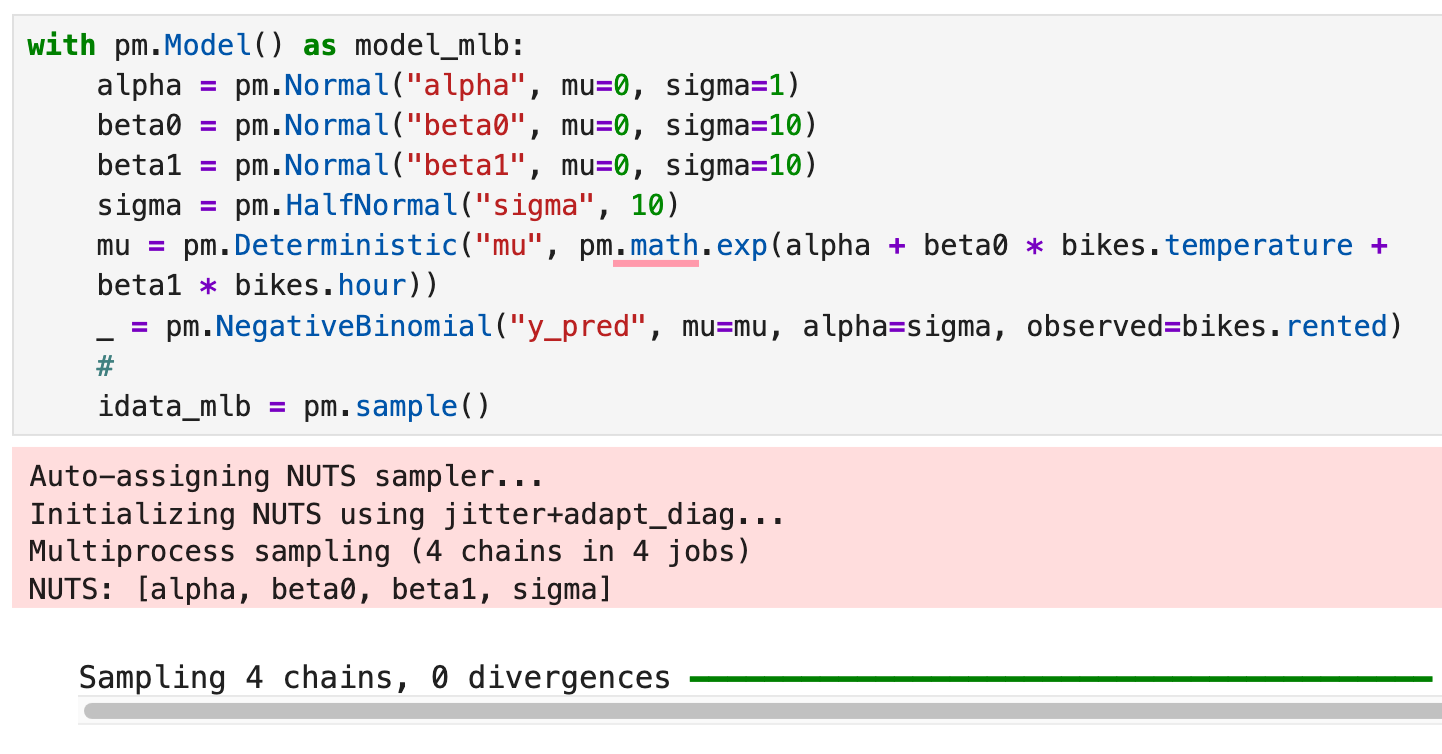 with pm.Model() as model_mlb:
    alpha = pm.Normal("alpha", mu=0, sigma=1)
    beta0 = pm.Normal("beta0", mu=0, sigma=10)
    beta1 = pm.Normal("beta1", mu=0, sigma=10)
    sigma = pm.HalfNormal("sigma", 10)
    mu = pm.Deterministic("mu", pm.math.exp(alpha + beta0 * bikes.temperature +
    beta1 * bikes.hour))
    _ = pm.NegativeBinomial("y_pred", mu=mu, alpha=sigma, observed=bikes.rented)
    #
    idata_mlb = pm.sample()
Auto-assigning NUTS sampler...
Initializing NUTS using jitter+adapt_diag...
Multiprocess sampling (4 chains in 4 jobs)
NUTS: [alpha, beta0, beta1, sigma]
Sampling 4 chains, 0 divergences